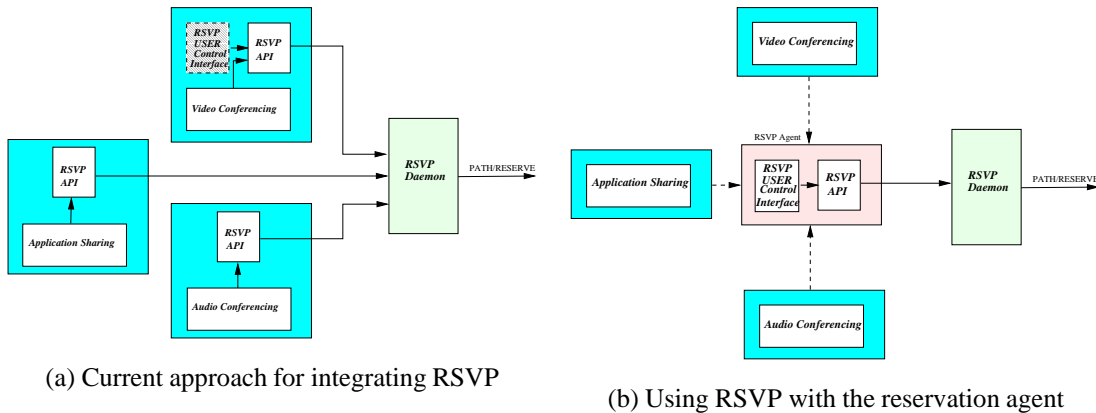 RSVP
USER
Control
Interface
RSVP
API
Video Conferencing
RSVP
API
Application Sharing
RSVP
API
Audio Conferencing
RSVP
Daemon
PATH/RESERVE
(a) Current approach for integrating RSVP
Video Conferencing
RSVP Agent
Application Sharing
RSVP
USER
Control
Interface
RSVP
API
RSVP
Daemon
PATH/RESERVE
Audio Conferencing
(b) Using RSVP with the reservation agent